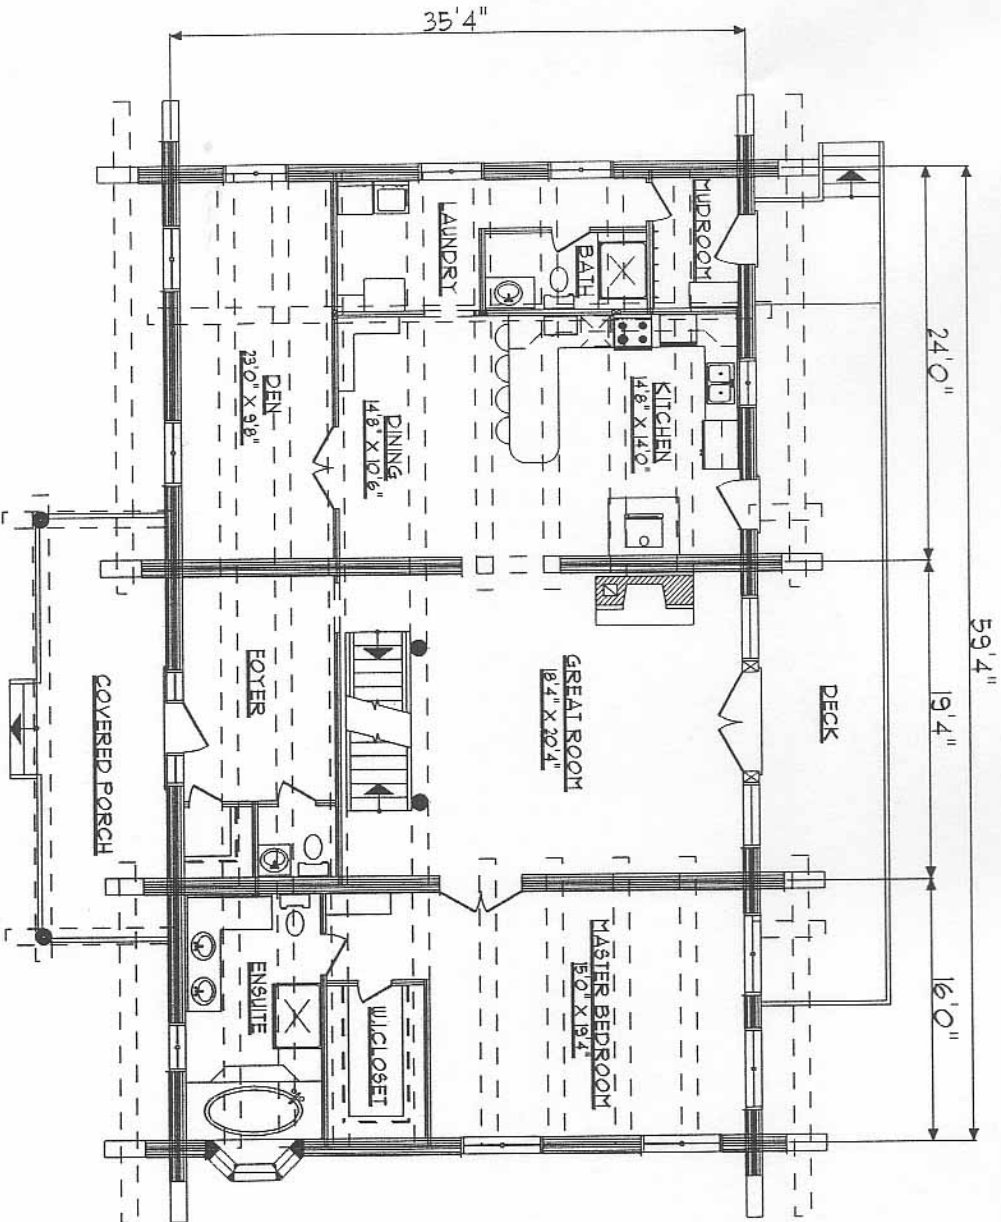 35'4"
59'4"
24'0"
19'4"
16'0"
DECK
MUDROOM
BATH
LAUNDRY
KITCHEN
14'8" X 14'0"
DINING
14'8" X 10'6"
DEN
23'0" X 9'8"
GREAT ROOM
18'4" X 20'4"
FOYER
COVERED PORCH
MASTER BEDROOM
15'0" X 19'4"
W.I.CLOSET
ENSUITE